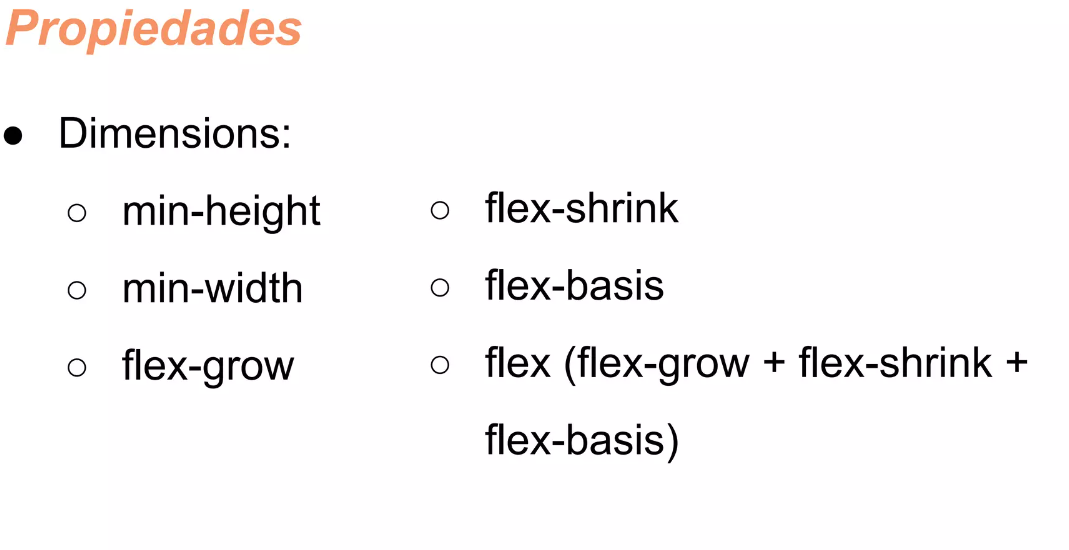 Propiedades
● Dimensions:
○ min-height
○ min-width
○ flex-grow
○ flex-shrink
○ flex-basis
○ flex (flex-grow + flex-shrink +
flex-basis)